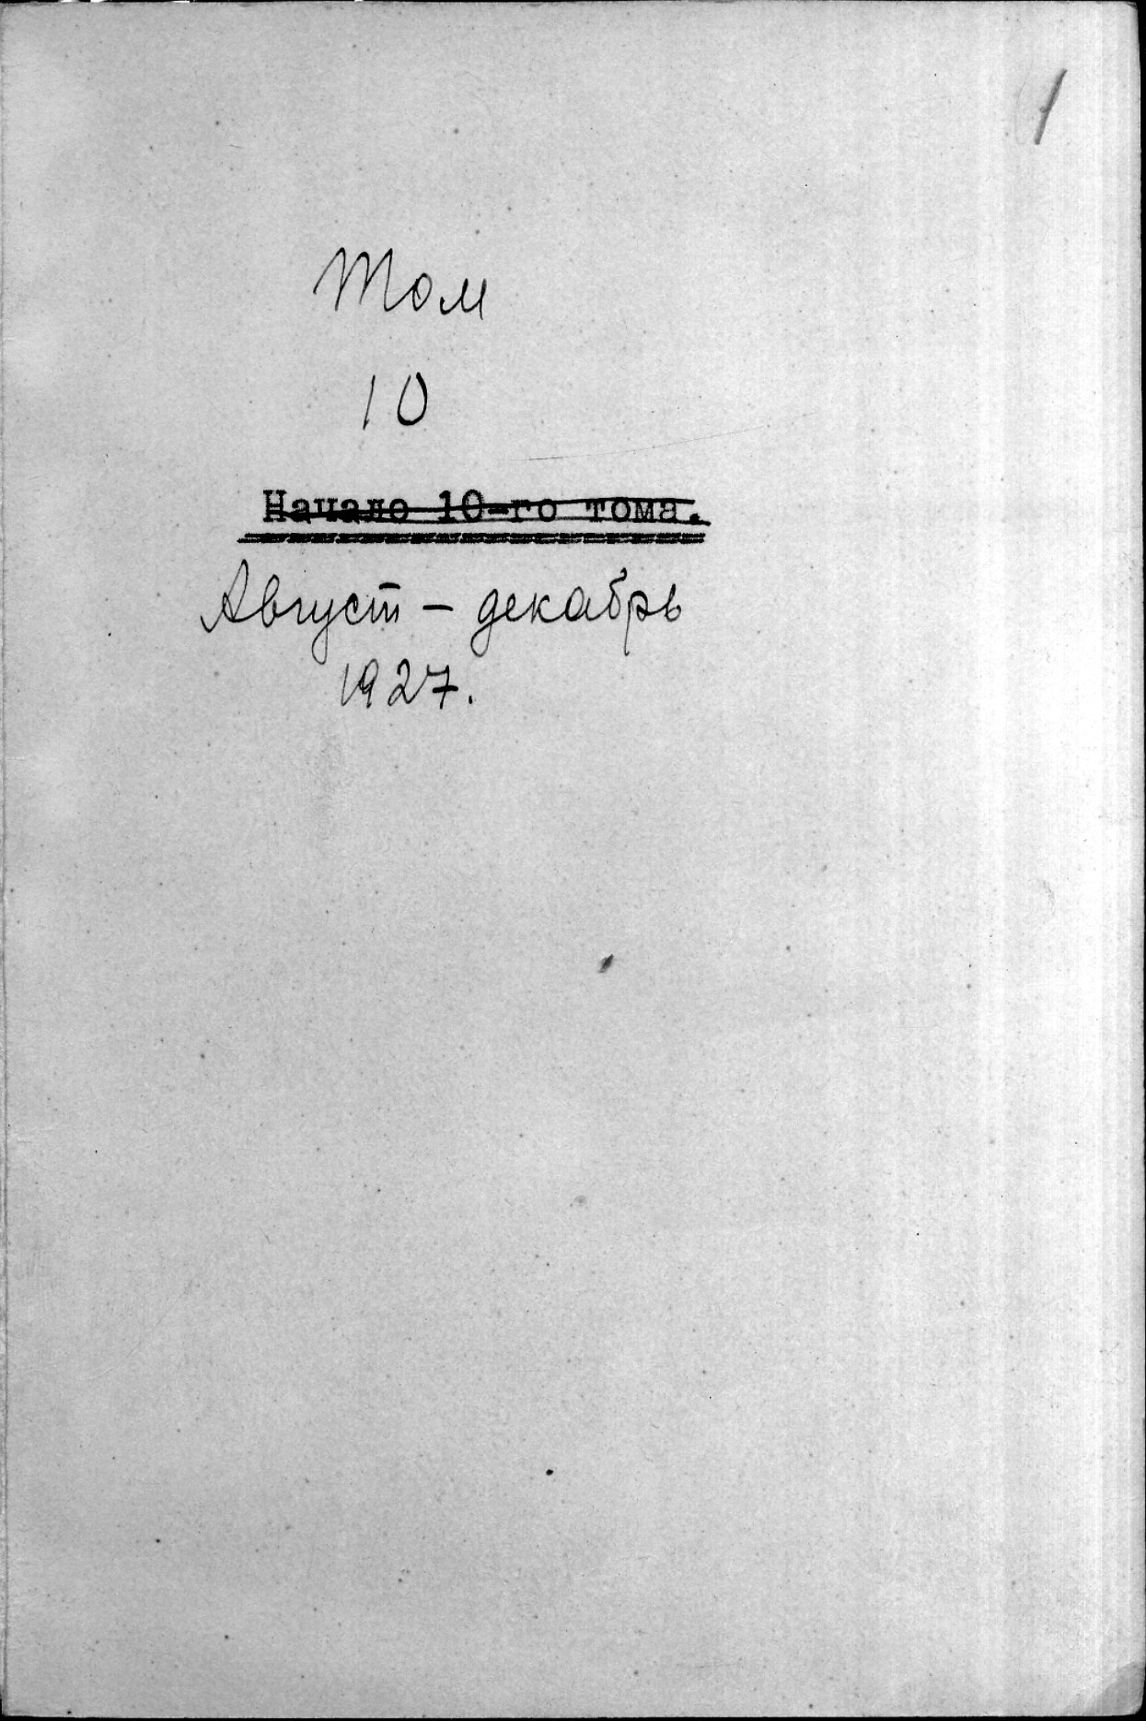 1
Том
10
Начало 10-го тома.
Август – декабрь
1927.